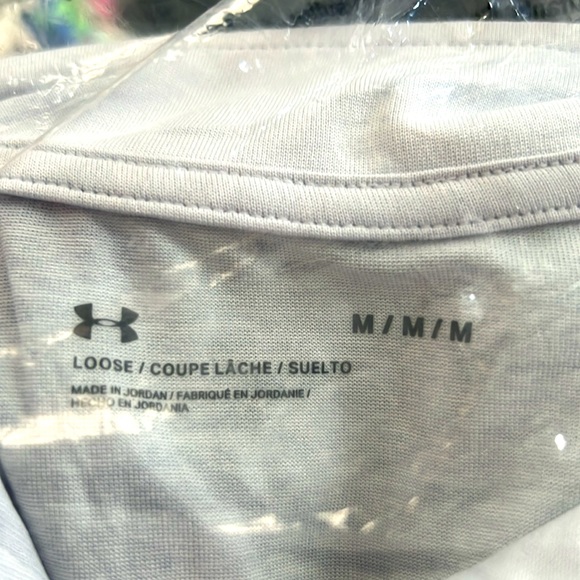 M / M / M
LOOSE / COUPE LÂCHE / SUELTO
MADE IN JORDAN / FABRIQUÉ EN JORDANIE /
HECHO EN JORDANIA